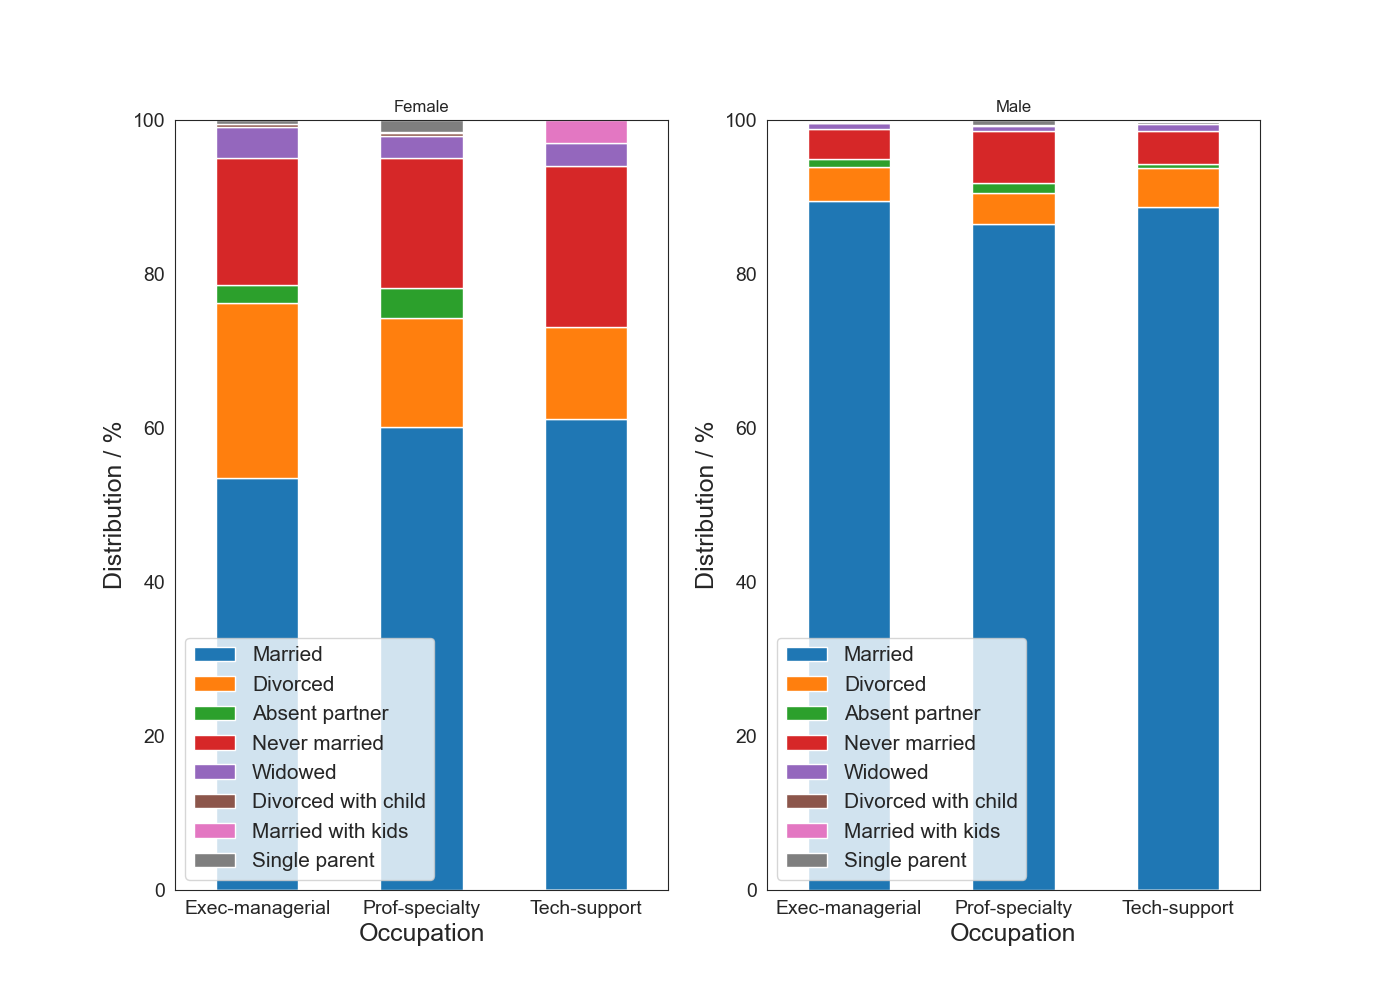 Female
100
80
60
40
20
0
Distribution / %
Married
Divorced
Absent partner
Never married
Widowed
Divorced with child
Married with kids
Single parent
Exec-managerial Prof-specialty Tech-support
Occupation
Male
100
80
60
40
20
0
Distribution / %
Married
Divorced
Absent partner
Never married
Widowed
Divorced with child
Married with kids
Single parent
Exec-managerial Prof-specialty Tech-support
Occupation